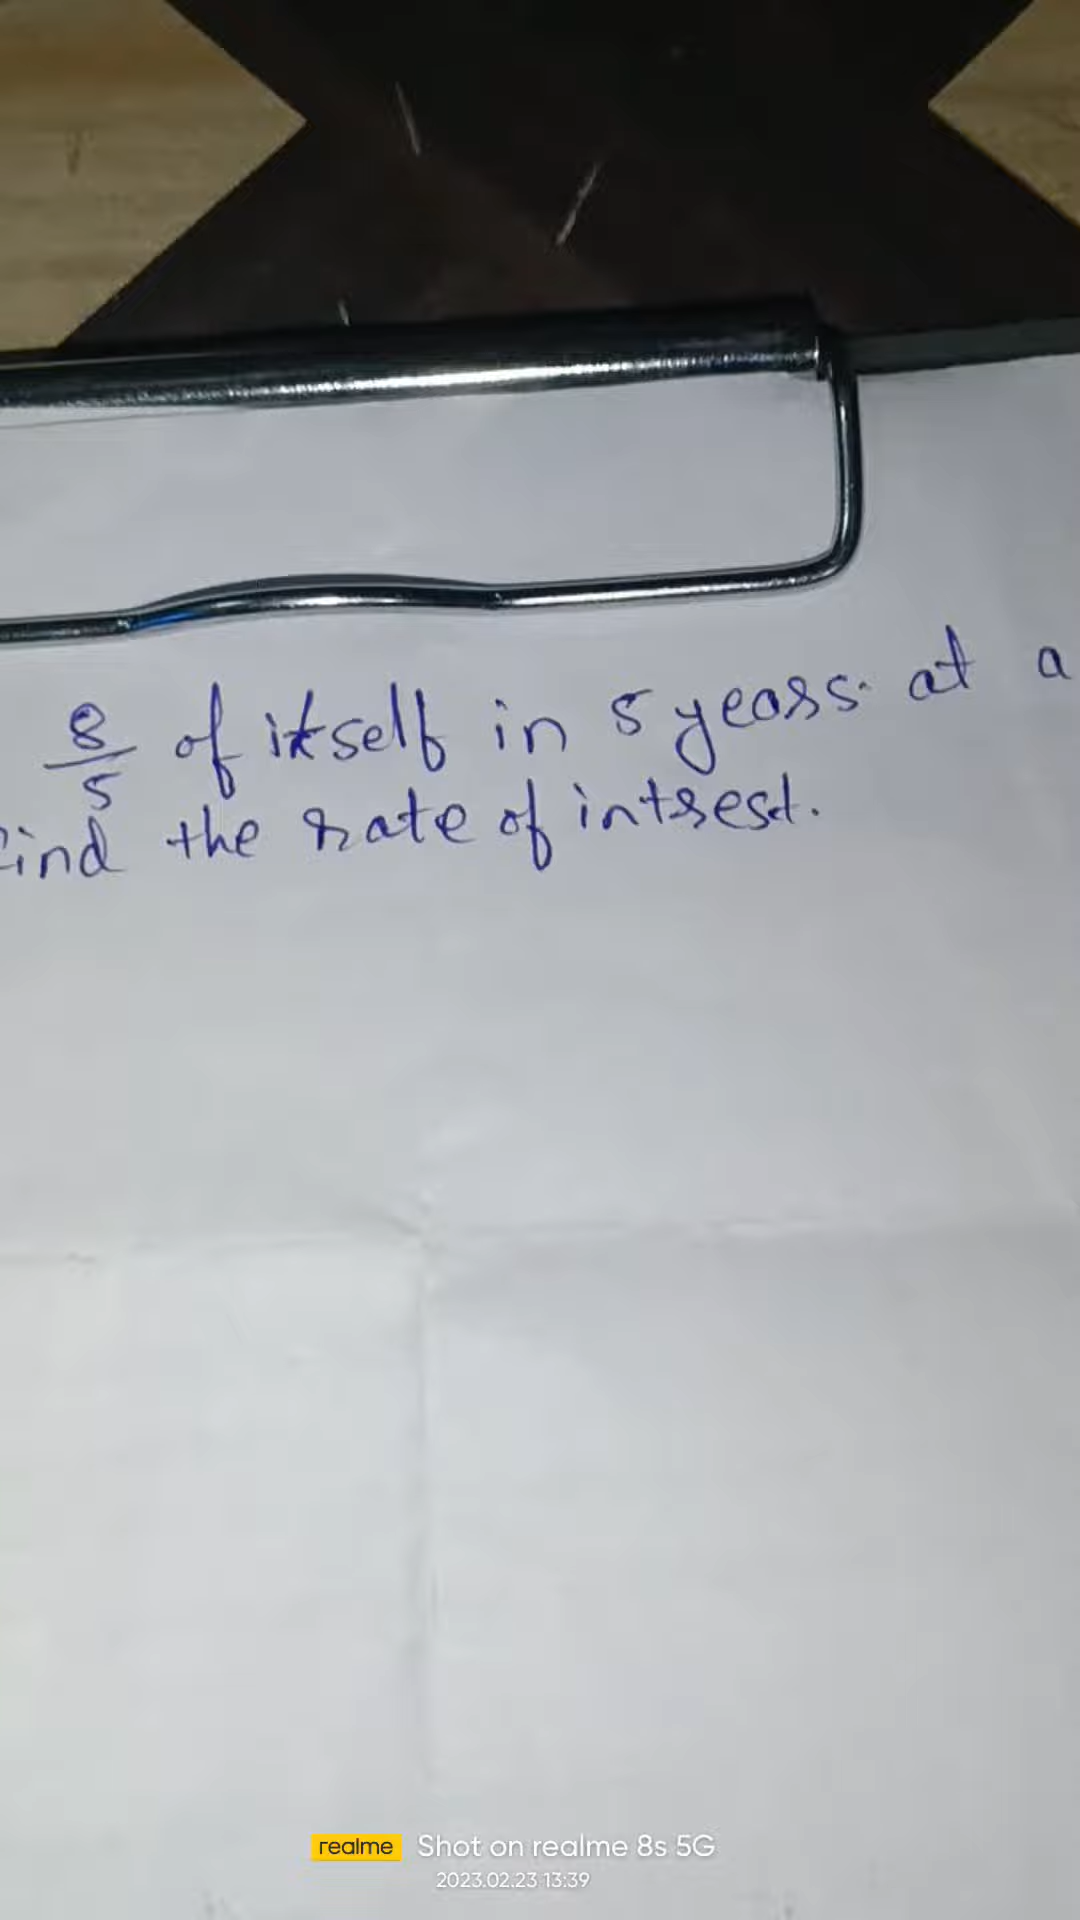 8/5 of itself in 5 years. at a
find the rate of intrest.
realme Shot on realme 8s 5G
2023.02.23 13:39